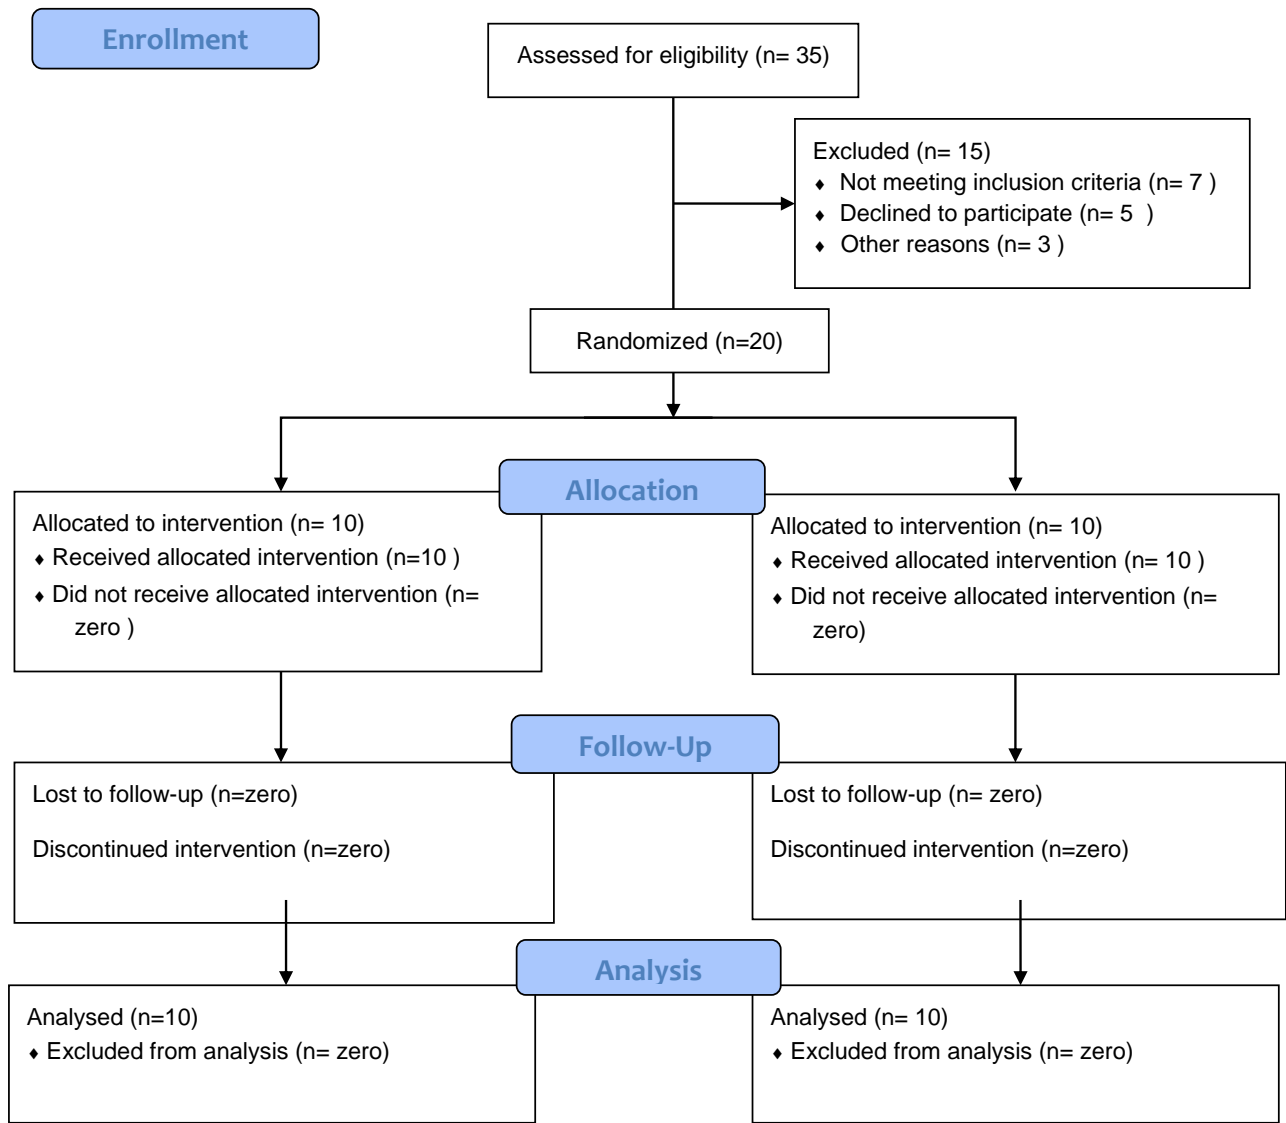 Enrollment
Assessed for eligibility (n= 35)
Excluded (n= 15)
♦ Not meeting inclusion criteria (n= 7 )
♦ Declined to participate (n= 5  )
♦ Other reasons (n= 3 )
Randomized (n=20)
Allocation
Allocated to intervention (n= 10)
♦ Received allocated intervention (n=10 )
♦ Did not receive allocated intervention (n=
zero )
Allocated to intervention (n= 10)
♦ Received allocated intervention (n= 10 )
♦ Did not receive allocated intervention (n=
zero)
Follow-Up
Lost to follow-up (n=zero)
Discontinued intervention (n=zero)
Lost to follow-up (n= zero)
Discontinued intervention (n=zero)
Analysis
Analysed (n=10)
♦ Excluded from analysis (n= zero)
Analysed (n= 10)
♦ Excluded from analysis (n= zero)